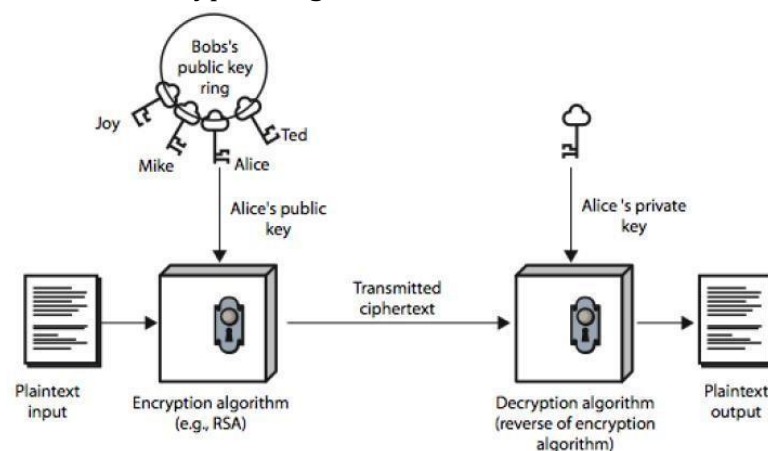 Bobs's
public key
ring
Joy
Ted
Mike
Alice
Alice's public
key
Alice 's private
key
Transmitted
ciphertext
Plaintext
input
Encryption algorithm
(e.g., RSA)
Decryption algorithm
(reverse of encryption
algorithm)
Plaintext
output